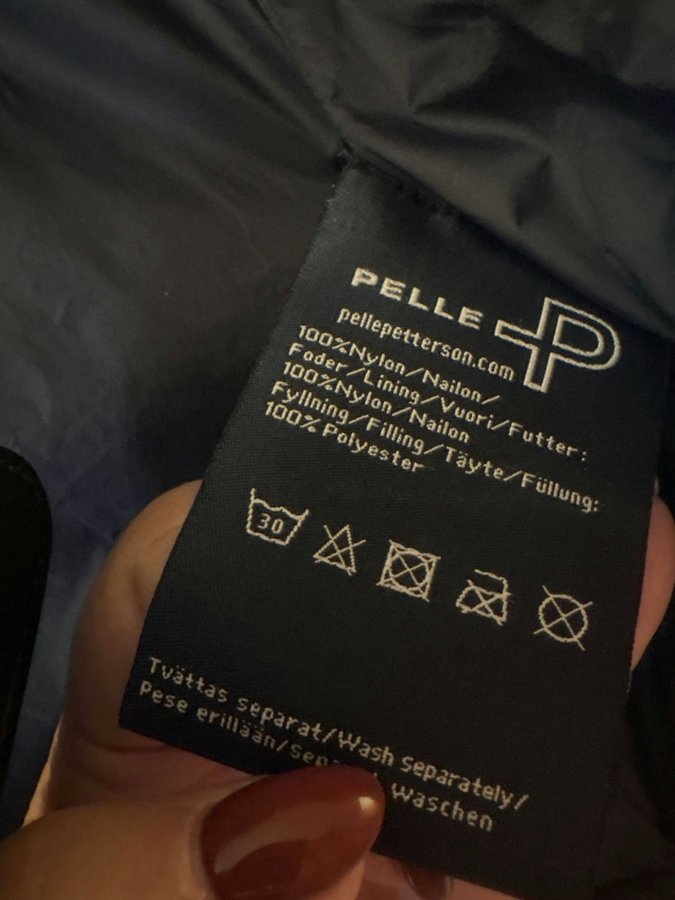 PELLE P
pellepetterson.com
100%Nylon/Nailon/
Foder/Lining/Vuori/Futter:
100%Nylon/Nailon
Fyllning/Filling/Täyte/Füllung:
100%Polyester
30
Tvättas separat/Wash separately/
Pese erillään/Sepa Waschen